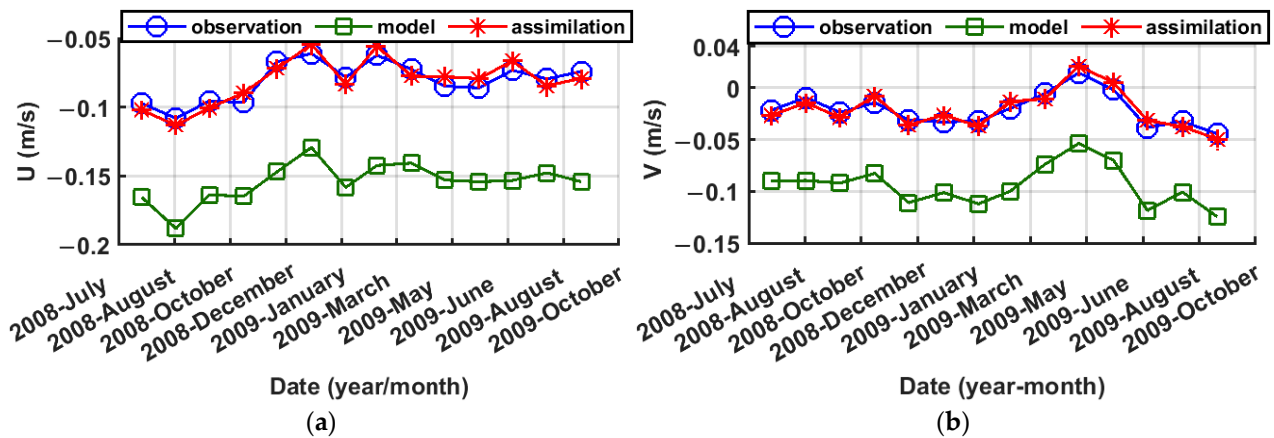 observation model assimilation
−0.05
−0.1
−0.15
−0.2
U (m/s)
2008-July
2008-August
2008-October
2008-December
2009-January
2009-March
2009-May
2009-June
2009-August
2009-October
Date (year/month)
(a)
observation model assimilation
0.04
0
−0.05
−0.1
−0.15
V (m/s)
2008-July
2008-August
2008-October
2008-December
2009-January
2009-March
2009-May
2009-June
2009-August
2009-October
Date (year-month)
(b)